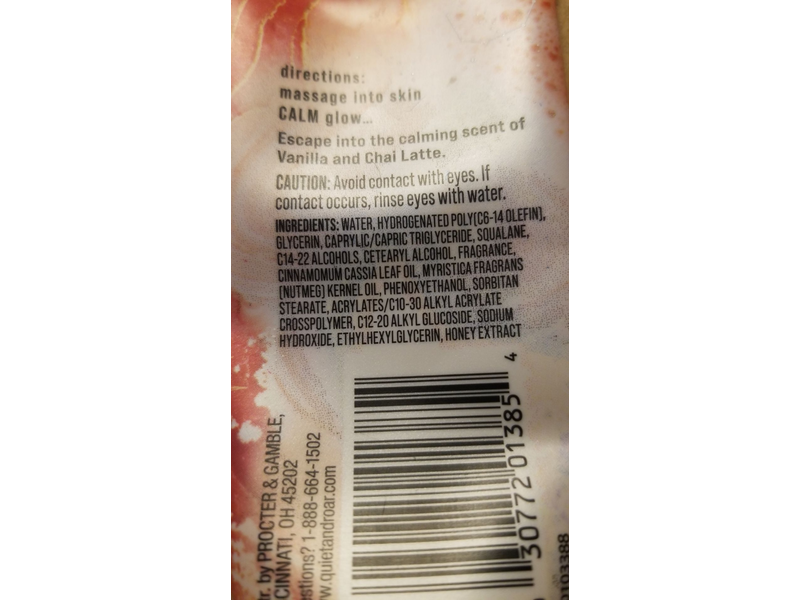 directions:
massage into skin
CALM glow...
Escape into the calming scent of
Vanilla and Chai Latte.
CAUTION: Avoid contact with eyes. If
contact occurs, rinse eyes with water.
INGREDIENTS: WATER, HYDROGENATED POLY(C6-14 OLEFIN),
GLYCERIN, CAPRYLIC/CAPRIC TRIGLYCERIDE, SQUALANE,
C14-22 ALCOHOLS, CETEARYL ALCOHOL, FRAGRANCE,
CINNAMOMUM CASSIA LEAF OIL, MYRISTICA FRAGRANS
(NUTMEG) KERNEL OIL, PHENOXYETHANOL, SORBITAN
STEARATE, ACRYLATES/C10-30 ALKYL ACRYLATE
CROSSPOLYMER, C12-20 ALKYL GLUCOSIDE, SODIUM
HYDROXIDE, ETHYLHEXYLGLYCERIN, HONEY EXTRACT
by PROCTER & GAMBLE,
OH 45202
1-888-664-1502
.quietandroar.com
30772 01385 4